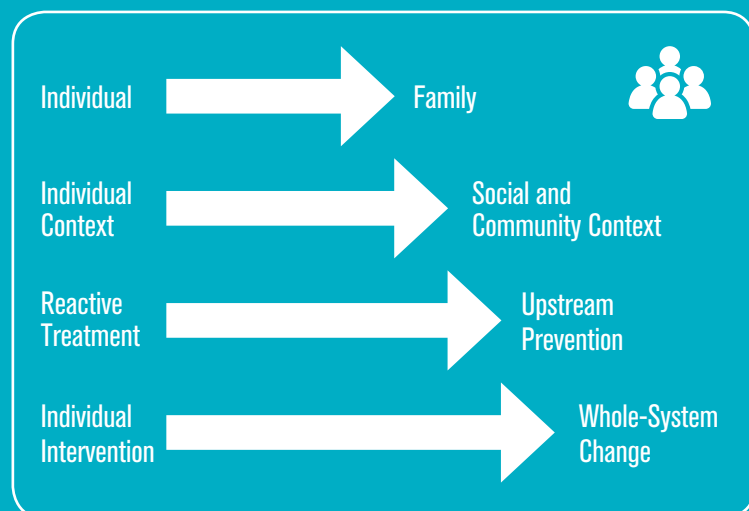 Individual
Family
Individual
Context
Social and
Community Context
Reactive
Treatment
Upstream
Prevention
Individual
Intervention
Whole-System
Change